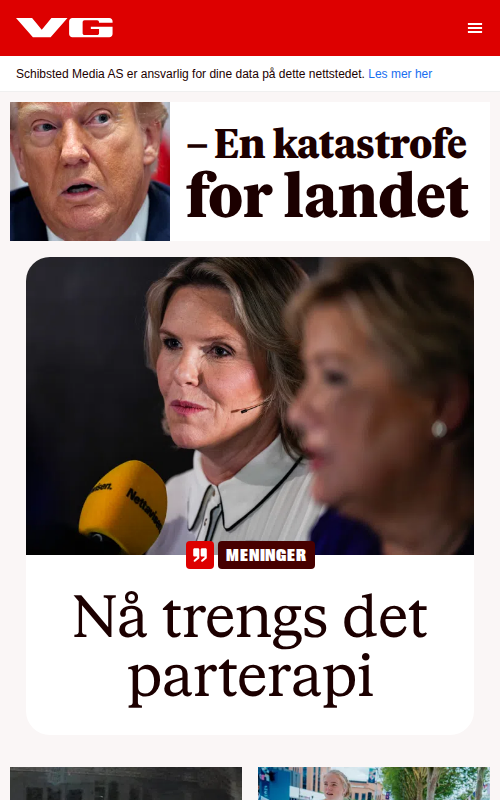 VG
Schibsted Media AS er ansvarlig for dine data på dette nettstedet. Les mer her
– En katastrofe
for landet
Nettavisen.
MENINGER
Nå trengs det
parterapi